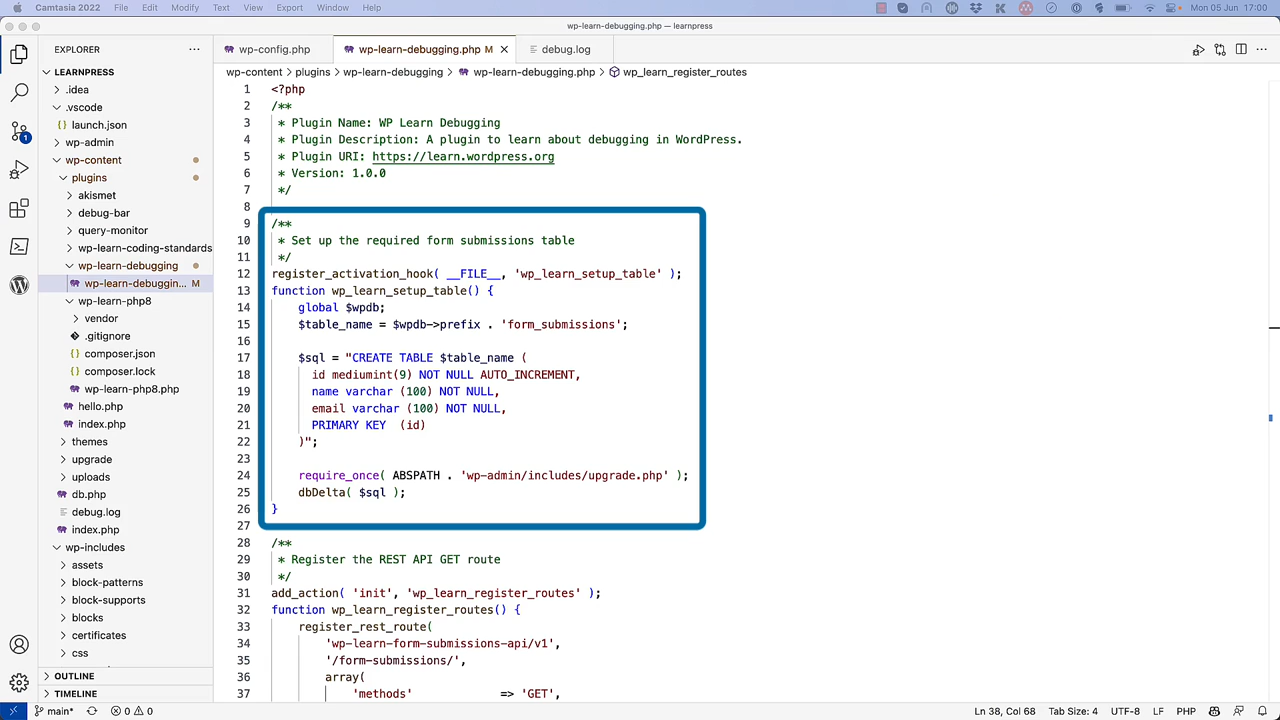 Camtasia 2022 File Edit Modify Text View Export Window Help Mon 05 Jun 17:00
wp-learn-debugging.php — learnpress
EXPLORER
LEARNPRESS
.idea
.vscode
launch.json
wp-admin
wp-content
plugins
akismet
debug-bar
query-monitor
wp-learn-coding-standards
wp-learn-debugging
wp-learn-debuggin... M
wp-learn-php8
vendor
.gitignore
composer.json
composer.lock
wp-learn-php8.php
hello.php
index.php
themes
upgrade
uploads
db.php
debug.log
index.php
wp-includes
assets
block-patterns
block-supports
blocks
certificates
css
OUTLINE
TIMELINE
wp-config.php wp-learn-debugging.php M debug.log
wp-content > plugins > wp-learn-debugging > wp-learn-debugging.php > wp_learn_register_routes
1 <?php
2 /**
3 * Plugin Name: WP Learn Debugging
4 * Plugin Description: A plugin to learn about debugging in WordPress.
5 * Plugin URI: https://learn.wordpress.org
6 * Version: 1.0.0
7 */
8
9 /**
10 * Set up the required form submissions table
11 */
12 register_activation_hook( __FILE__, 'wp_learn_setup_table' );
13 function wp_learn_setup_table() {
14 global $wpdb;
15 $table_name = $wpdb->prefix . 'form_submissions';
16
17 $sql = "CREATE TABLE $table_name (
18 id mediumint(9) NOT NULL AUTO_INCREMENT,
19 name varchar (100) NOT NULL,
20 email varchar (100) NOT NULL,
21 PRIMARY KEY  (id)
22 )";
23
24 require_once( ABSPATH . 'wp-admin/includes/upgrade.php' );
25 dbDelta( $sql );
26 }
27
28 /**
29 * Register the REST API GET route
30 */
31 add_action( 'init', 'wp_learn_register_routes' );
32 function wp_learn_register_routes() {
33 register_rest_route(
34 'wp-learn-form-submissions-api/v1',
35 '/form-submissions/',
36 array(
37 'methods' => 'GET',
1
main* 0 0 Ln 38, Col 68 Tab Size: 4 UTF-8 LF PHP